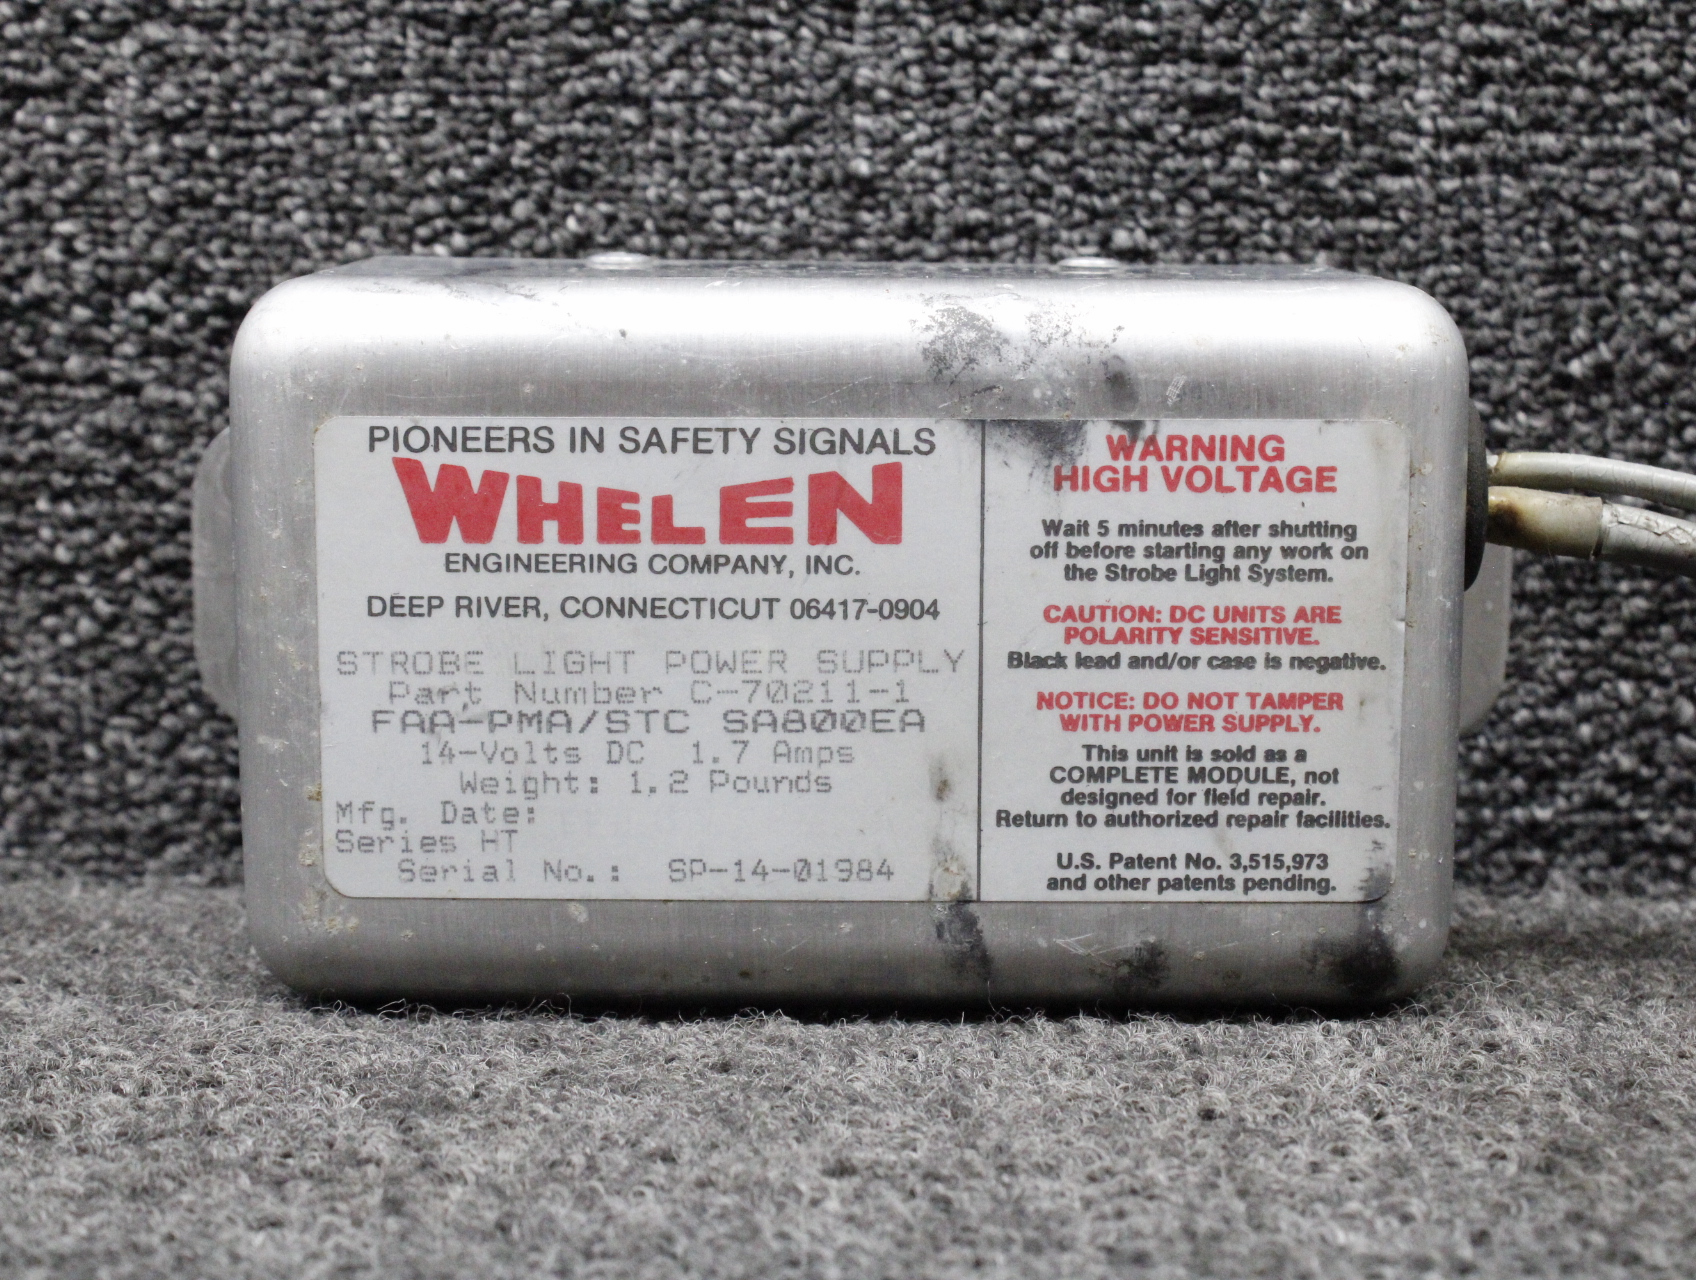 PIONEERS IN SAFETY SIGNALS
WHELEN
ENGINEERING COMPANY, INC.
DEEP RIVER, CONNECTICUT 06417-0904
STROBE LIGHT POWER SUPPLY
Part Number C-70211-1
FAA-PMA/STC SA800EA
14-Volts DC 1.7 Amps
Weight: 1.2 Pounds
Mfg. Date:
Series HT
Serial No.: SP-14-01984
WARNING
HIGH VOLTAGE
Wait 5 minutes after shutting
off before starting any work on
the Strobe Light System.
CAUTION: DC UNITS ARE
POLARITY SENSITIVE.
Black lead and/or case is negative.
NOTICE: DO NOT TAMPER
WITH POWER SUPPLY.
This unit is sold as a
COMPLETE MODULE, not
designed for field repair.
Return to authorized repair facilities.
U.S. Patent No. 3,515,973
and other patents pending.